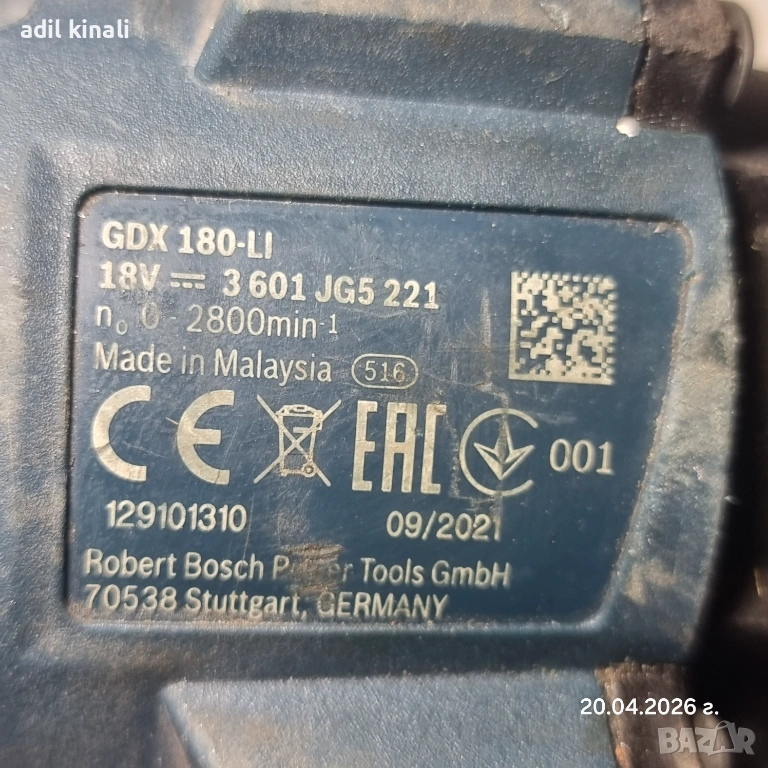 adil kinali
GDX 180-LI
18V 3 601 JG5 221
n₀ 0 - 2800min⁻¹
Made in Malaysia 516
CE EAC 001
129101310 09/2021
Robert Bosch Tools GmbH
70538 Stuttgart, GERMANY
20.04.2026 г.
BAZAR